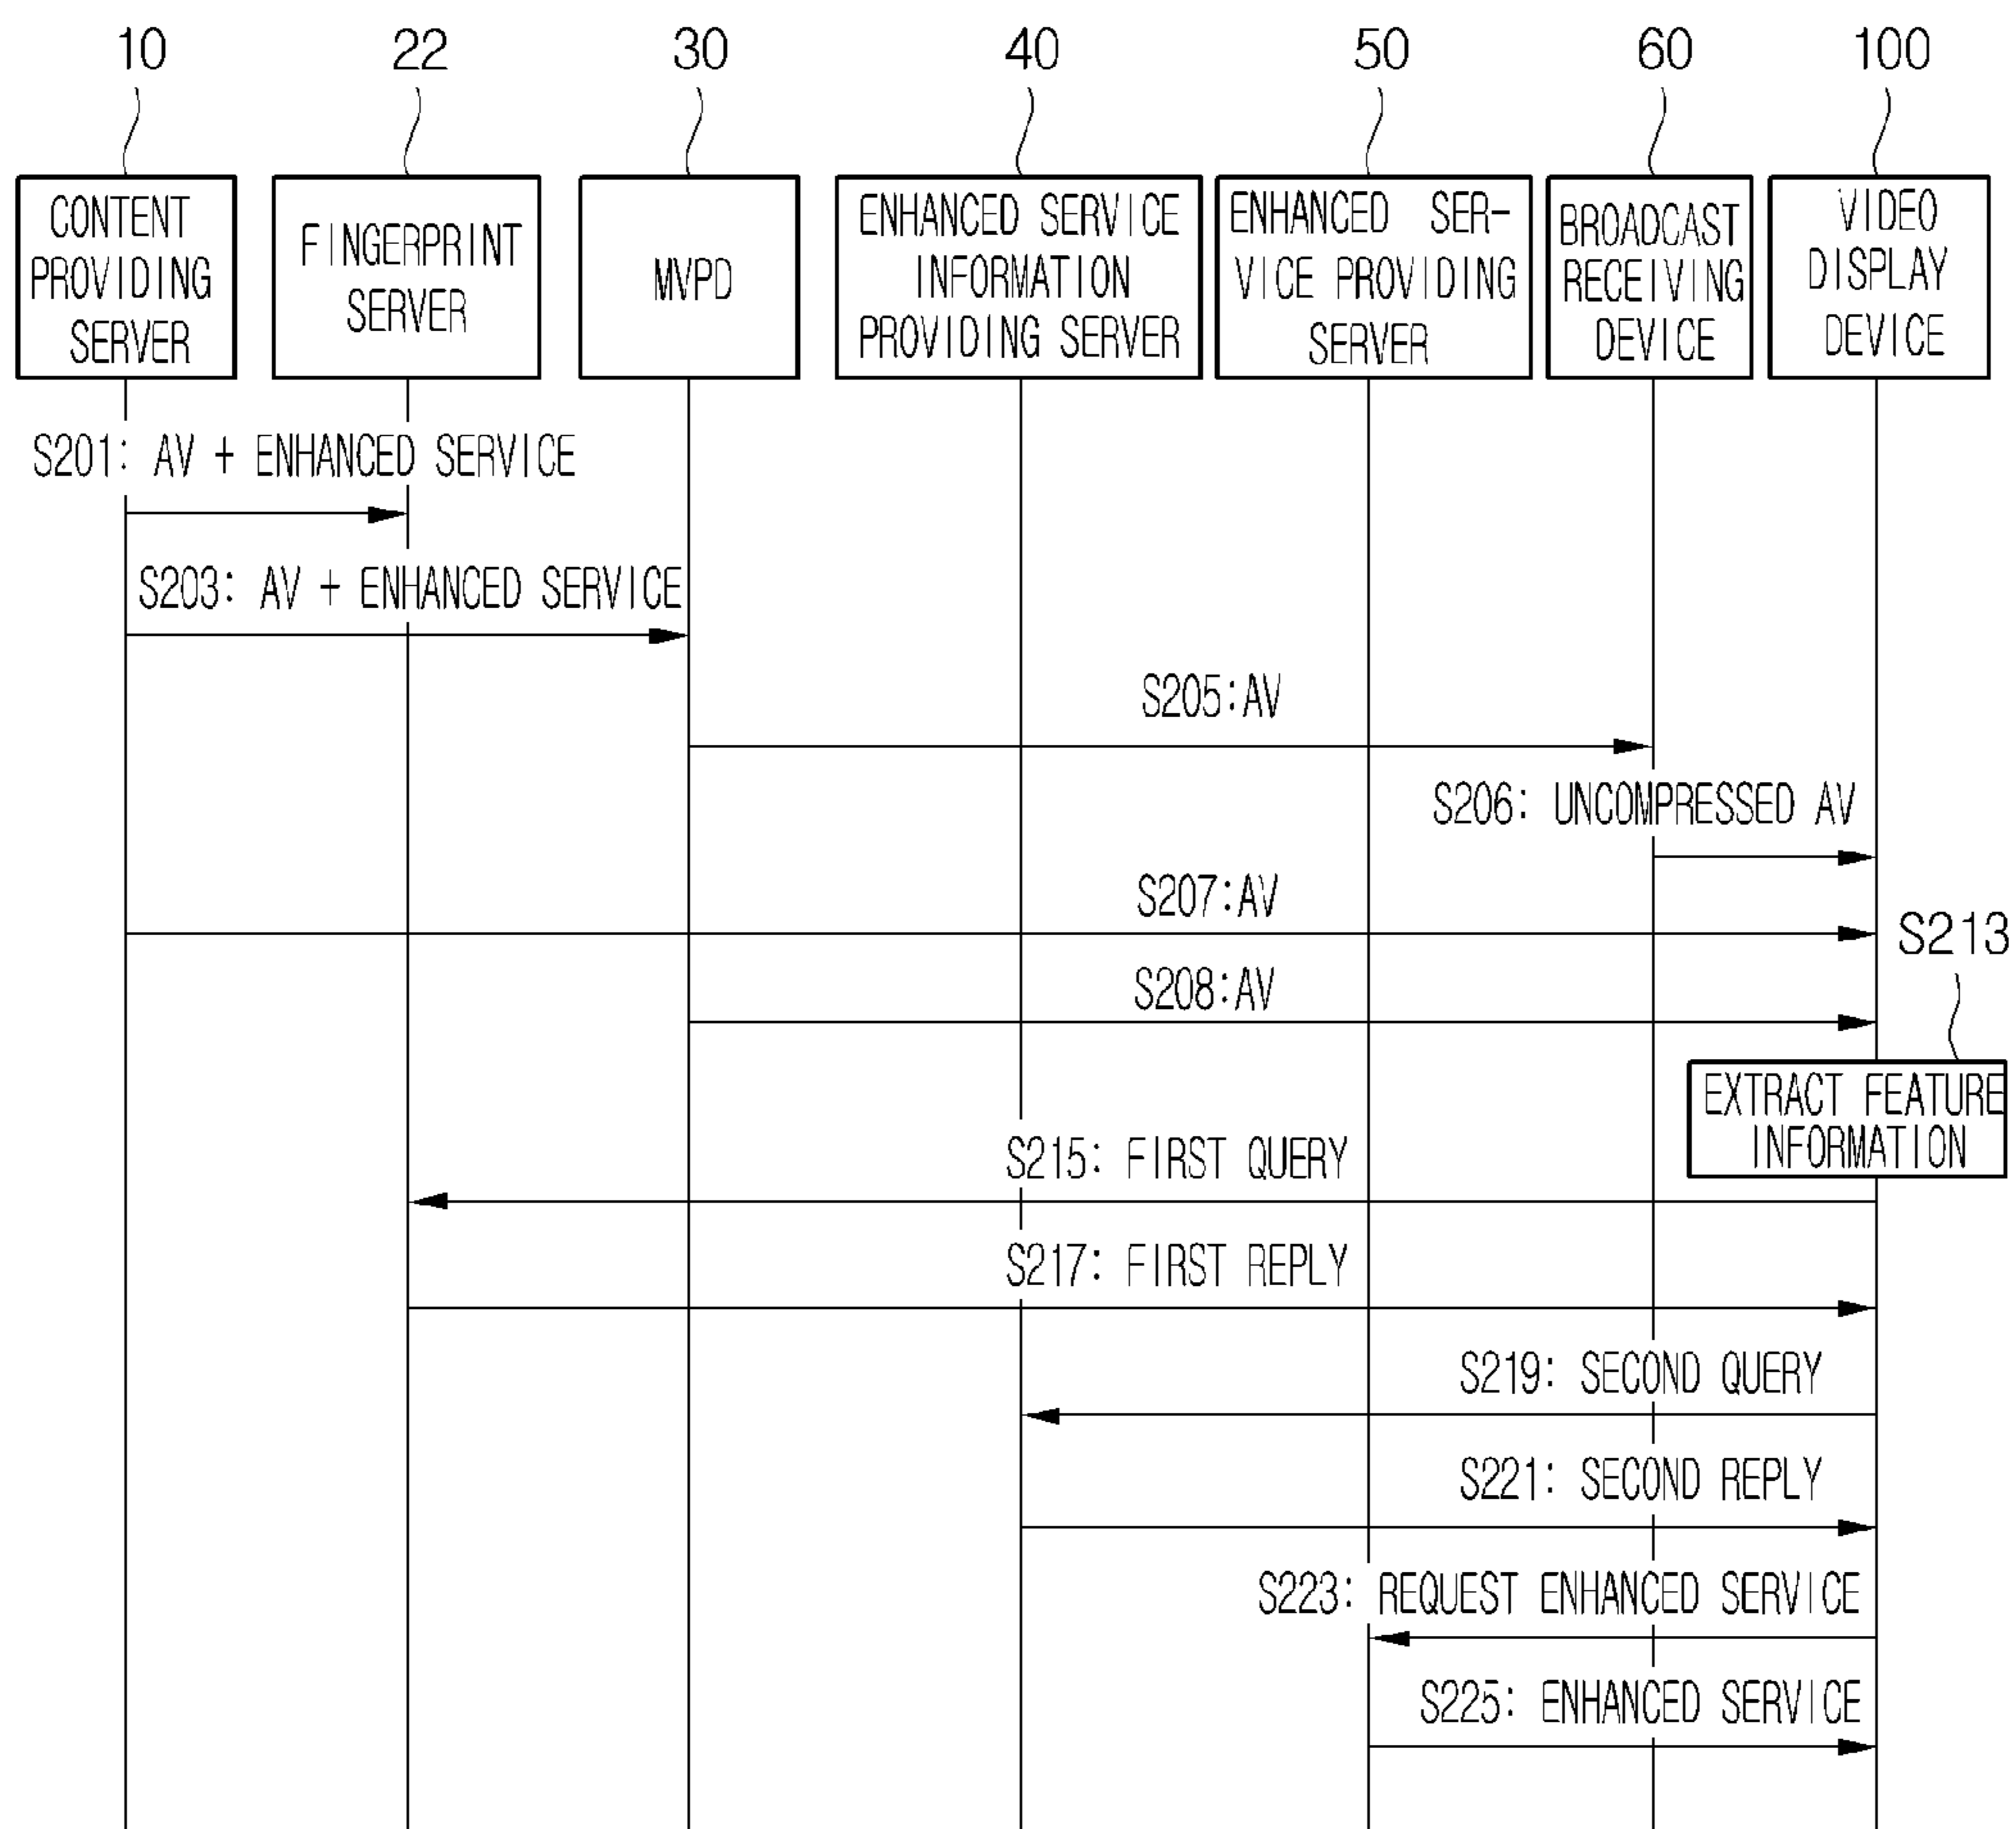 10
22
30
40
50
60
100
CONTENT
PROVIDING
SERVER
FINGERPRINT
SERVER
MVPD
ENHANCED SERVICE
INFORMATION
PROVIDING SERVER
ENHANCED SER-
VICE PROVIDING
SERVER
BROADCAST
RECEIVING
DEVICE
VIDEO
DISPLAY
DEVICE
S201: AV + ENHANCED SERVICE
S203: AV + ENHANCED SERVICE
S205:AV
S206: UNCOMPRESSED AV
S207:AV
S213
S208:AV
EXTRACT FEATURE
INFORMATION
S215: FIRST QUERY
S217: FIRST REPLY
S219: SECOND QUERY
S221: SECOND REPLY
S223: REQUEST ENHANCED SERVICE
S225: ENHANCED SERVICE